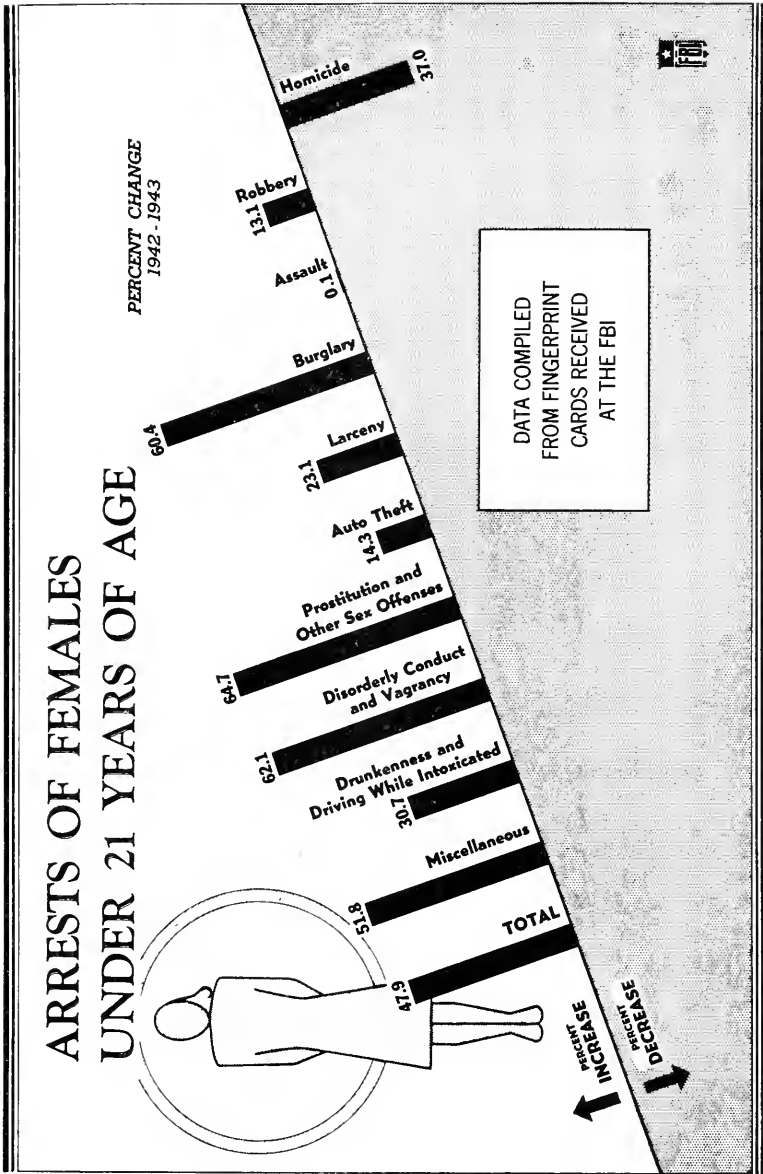 ARRESTS OF FEMALES
UNDER 21 YEARS OF AGE
PERCENT CHANGE
1942-1943
47.9
TOTAL
51.8
Miscellaneous
30.7
Drunkenness and
Driving While Intoxicated
62.1
Disorderly Conduct
and Vagrancy
64.7
Prostitution and
Other Sex Offenses
14.3
Auto Theft
23.1
Larceny
60.4
Burglary
0.1
Assault
13.1
Robbery
Homicide
37.0
PERCENT
INCREASE
PERCENT
DECREASE
DATA COMPILED
FROM FINGERPRINT
CARDS RECEIVED
AT THE FBI
FBI